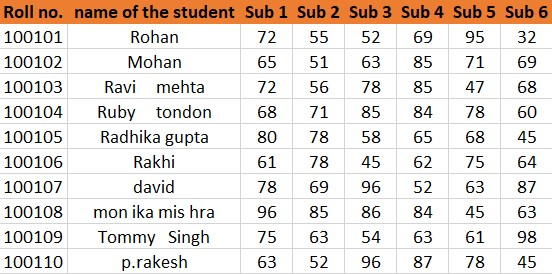 Roll no. name of the student Sub 1 Sub 2 Sub 3 Sub 4 Sub 5 Sub 6
100101 Rohan 72 55 52 69 95 32
100102 Mohan 65 51 63 85 71 69
100103 Ravi mehta 72 56 78 85 47 68
100104 Ruby tondon 68 71 85 84 78 60
100105 Radhika gupta 80 78 58 65 68 45
100106 Rakhi 61 78 45 62 75 64
100107 david 78 69 96 52 63 87
100108 mon ika mis hra 96 85 86 84 45 63
100109 Tommy Singh 75 63 54 63 61 98
100110 p.rakesh 63 52 96 87 78 45